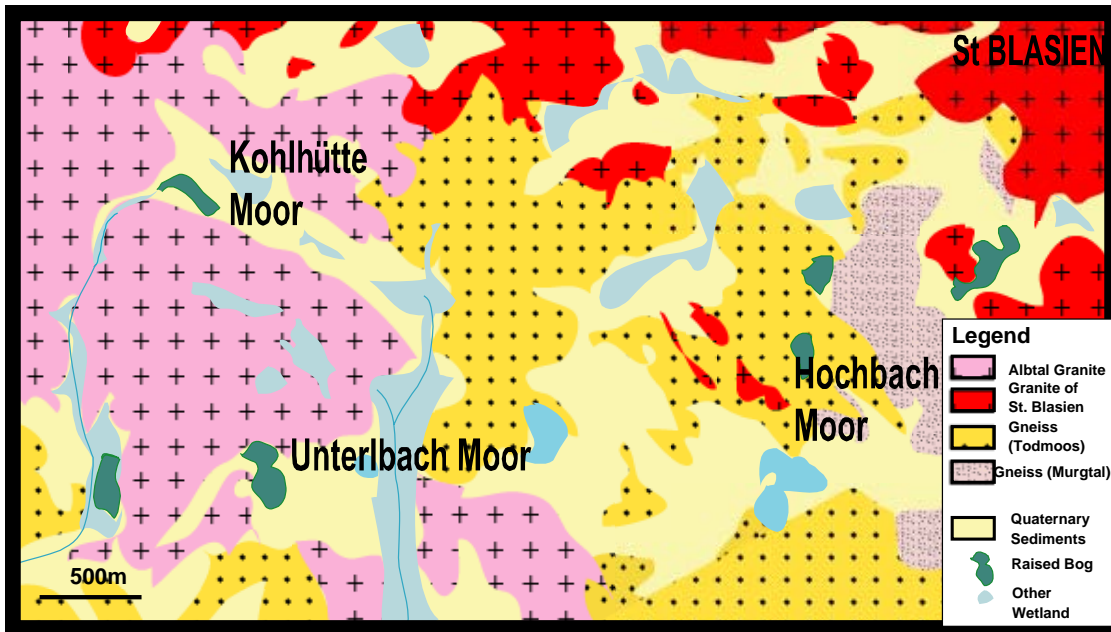 St BLASIEN
Kohlhütte
Moor
Hochbach
Moor
Unterlbach Moor
500m
Legend
Albtal Granite
Granite of
St. Blasien
Gneiss
(Todmoos)
Gneiss (Murgtal)
Quaternary
Sediments
Raised Bog
Other
Wetland